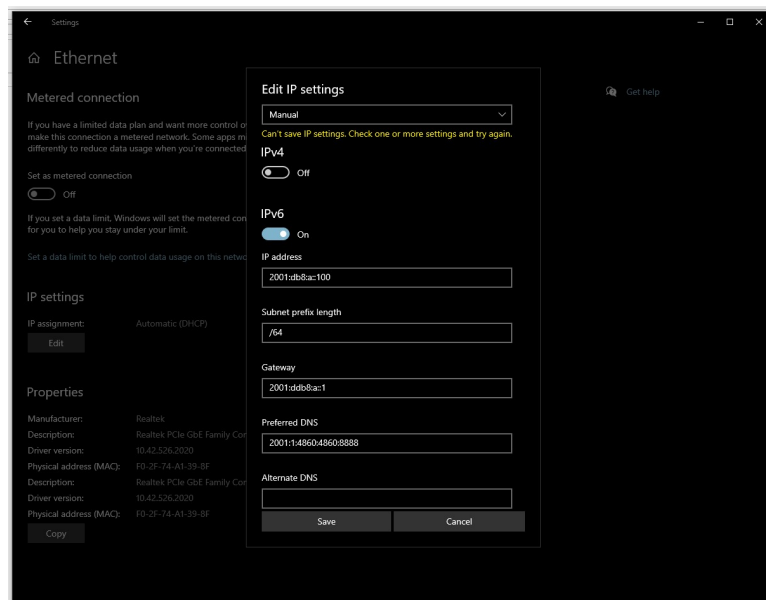 Settings
Ethernet
Metered connection
If you have a limited data plan and want more control o
make this connection a metered network. Some apps mi
differently to reduce data usage when you're connected
Set as metered connection
Off
If you set a data limit, Windows will set the metered con
for you to help you stay under your limit.
Set a data limit to help control data usage on this netwo
IP settings
IP assignment: Automatic (DHCP)
Edit
Properties
Manufacturer: Realtek
Description: Realtek PCIe GbE Family Cor
Driver version: 10.42.526.2020
Physical address (MAC): F0-2F-74-A1-39-8F
Description: Realtek PCIe GbE Family Cor
Driver version: 10.42.526.2020
Physical address (MAC): F0-2F-74-A1-39-8F
Copy
Edit IP settings
Manual
Can't save IP settings. Check one or more settings and try again.
IPv4
Off
IPv6
On
IP address
2001:db8:a::100
Subnet prefix length
/64
Gateway
2001:ddb8:a::1
Preferred DNS
2001:1:4860:4860:8888
Alternate DNS
Save Cancel
Get help